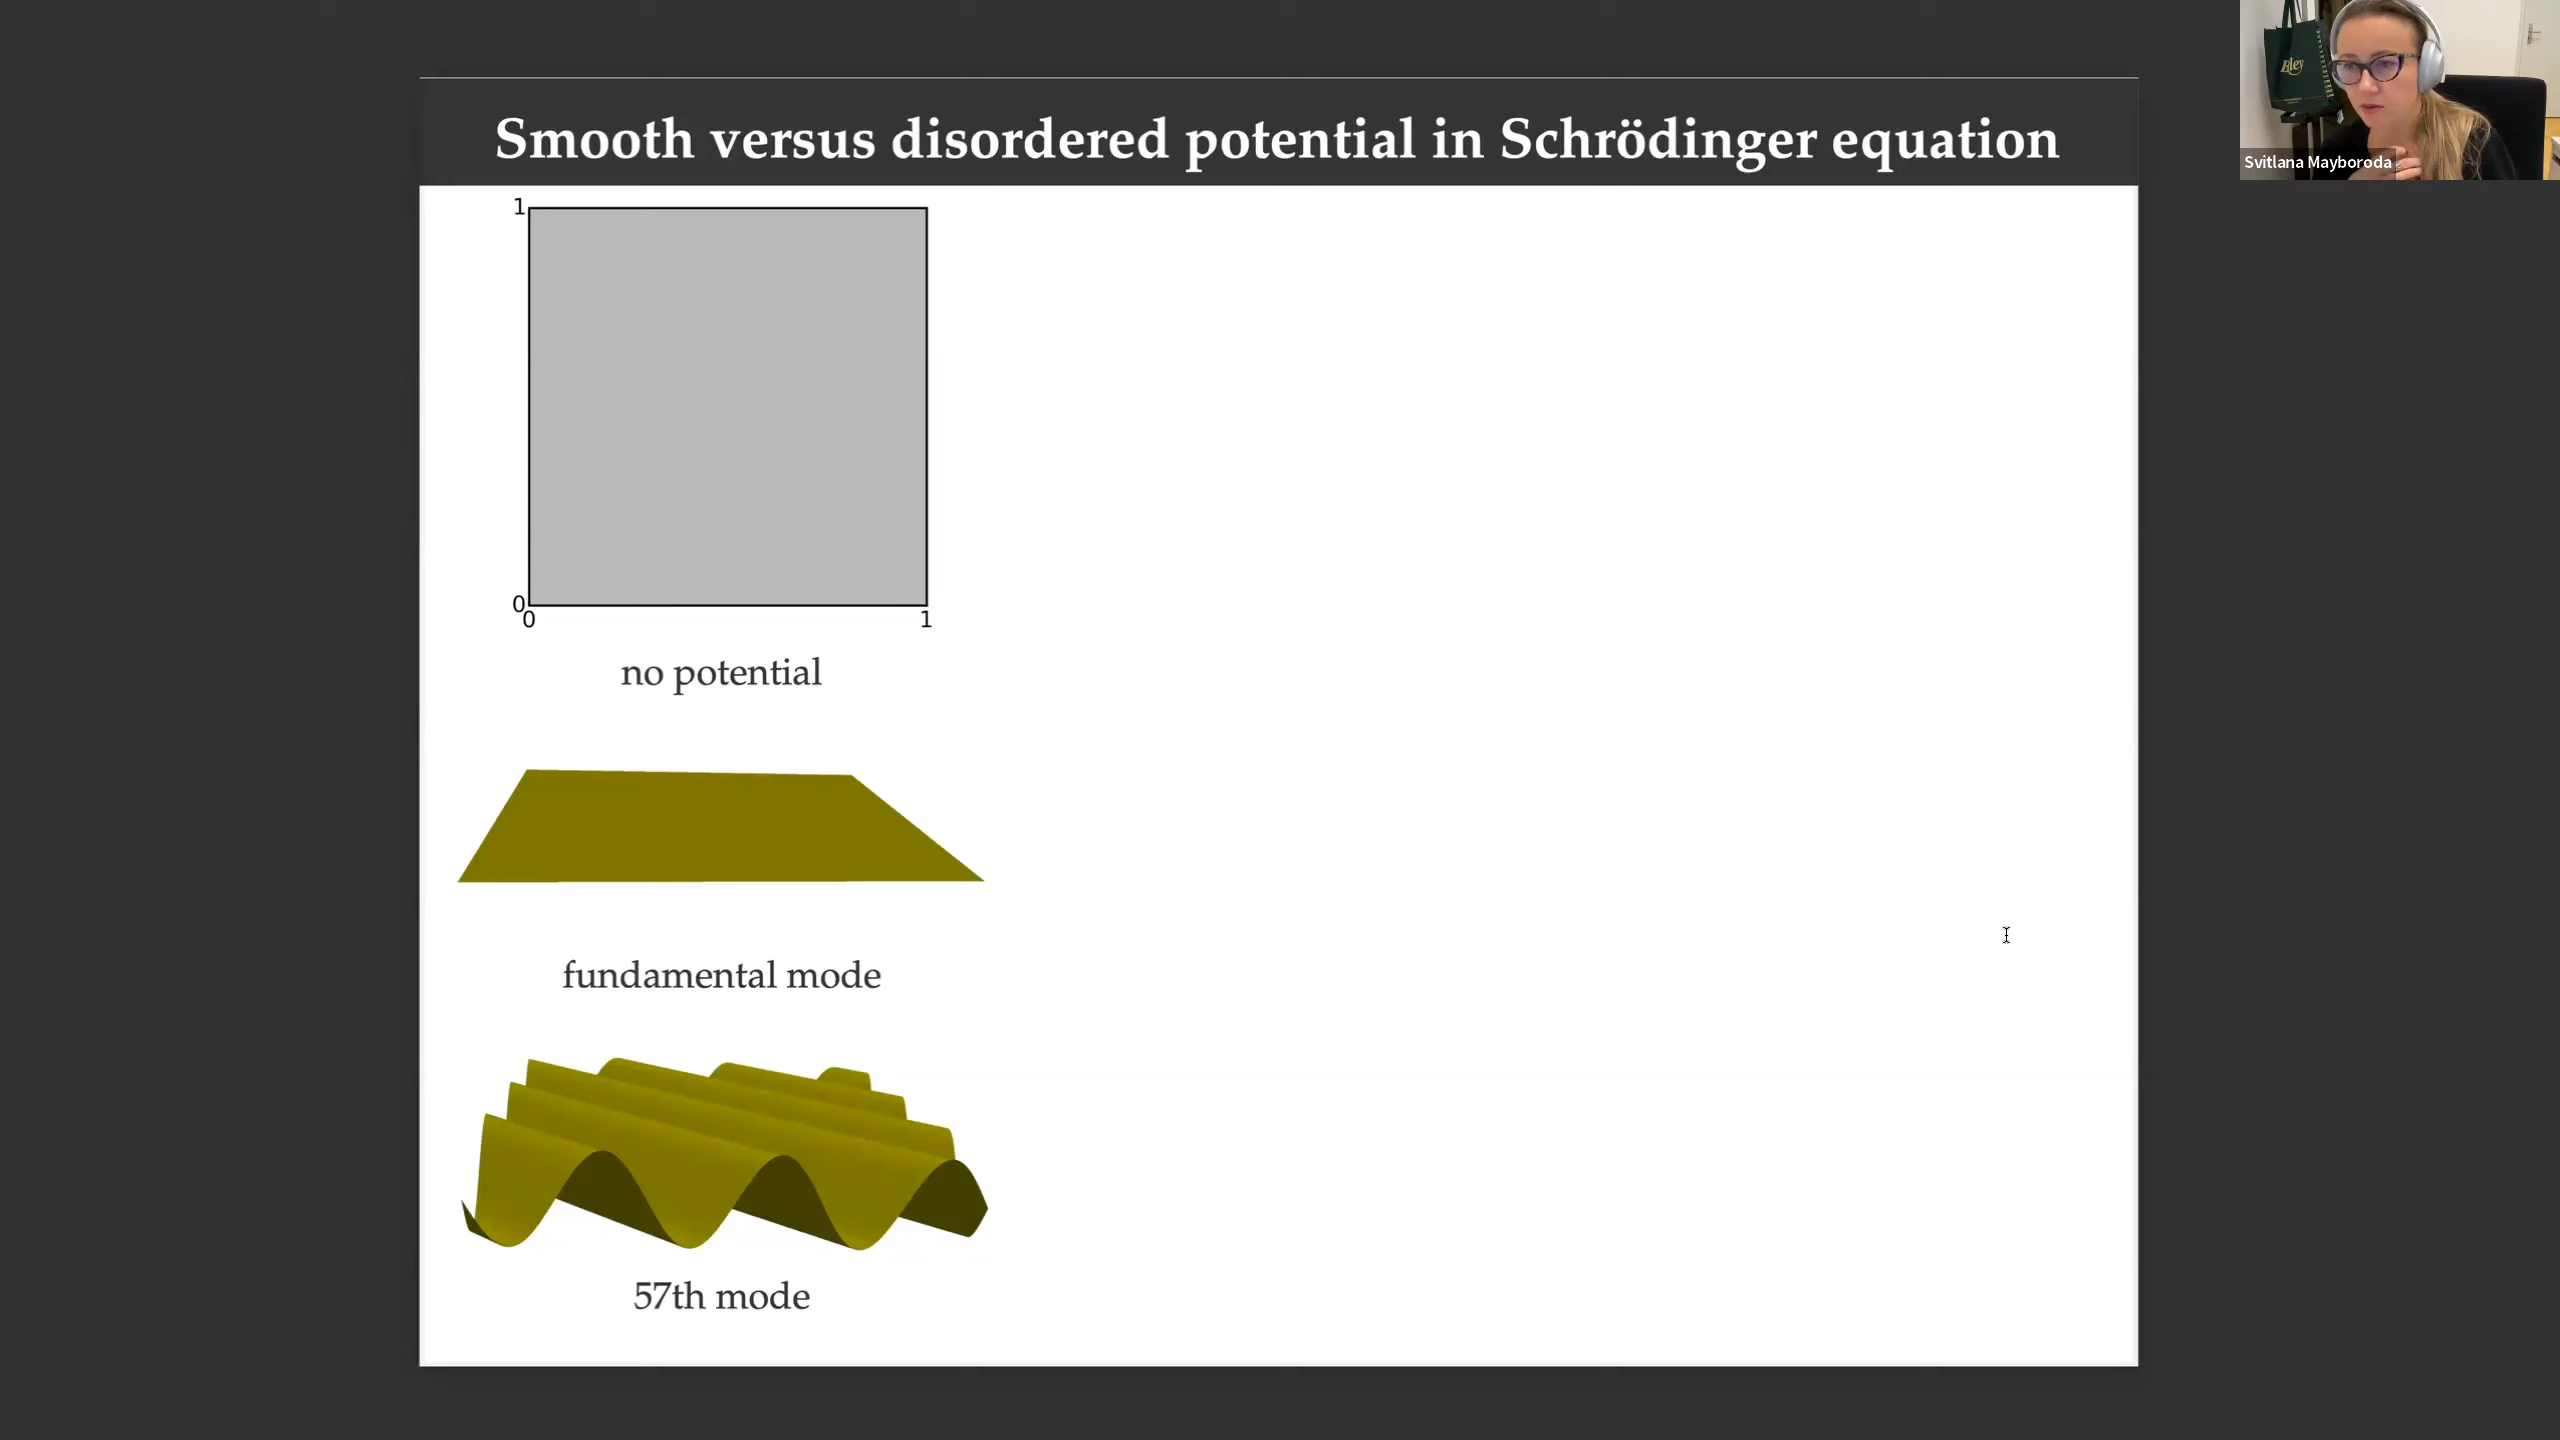 Smooth versus disordered potential in Schrödinger equation
Svitlana Mayboroda
1
0
0 1
no potential
fundamental mode
57th mode